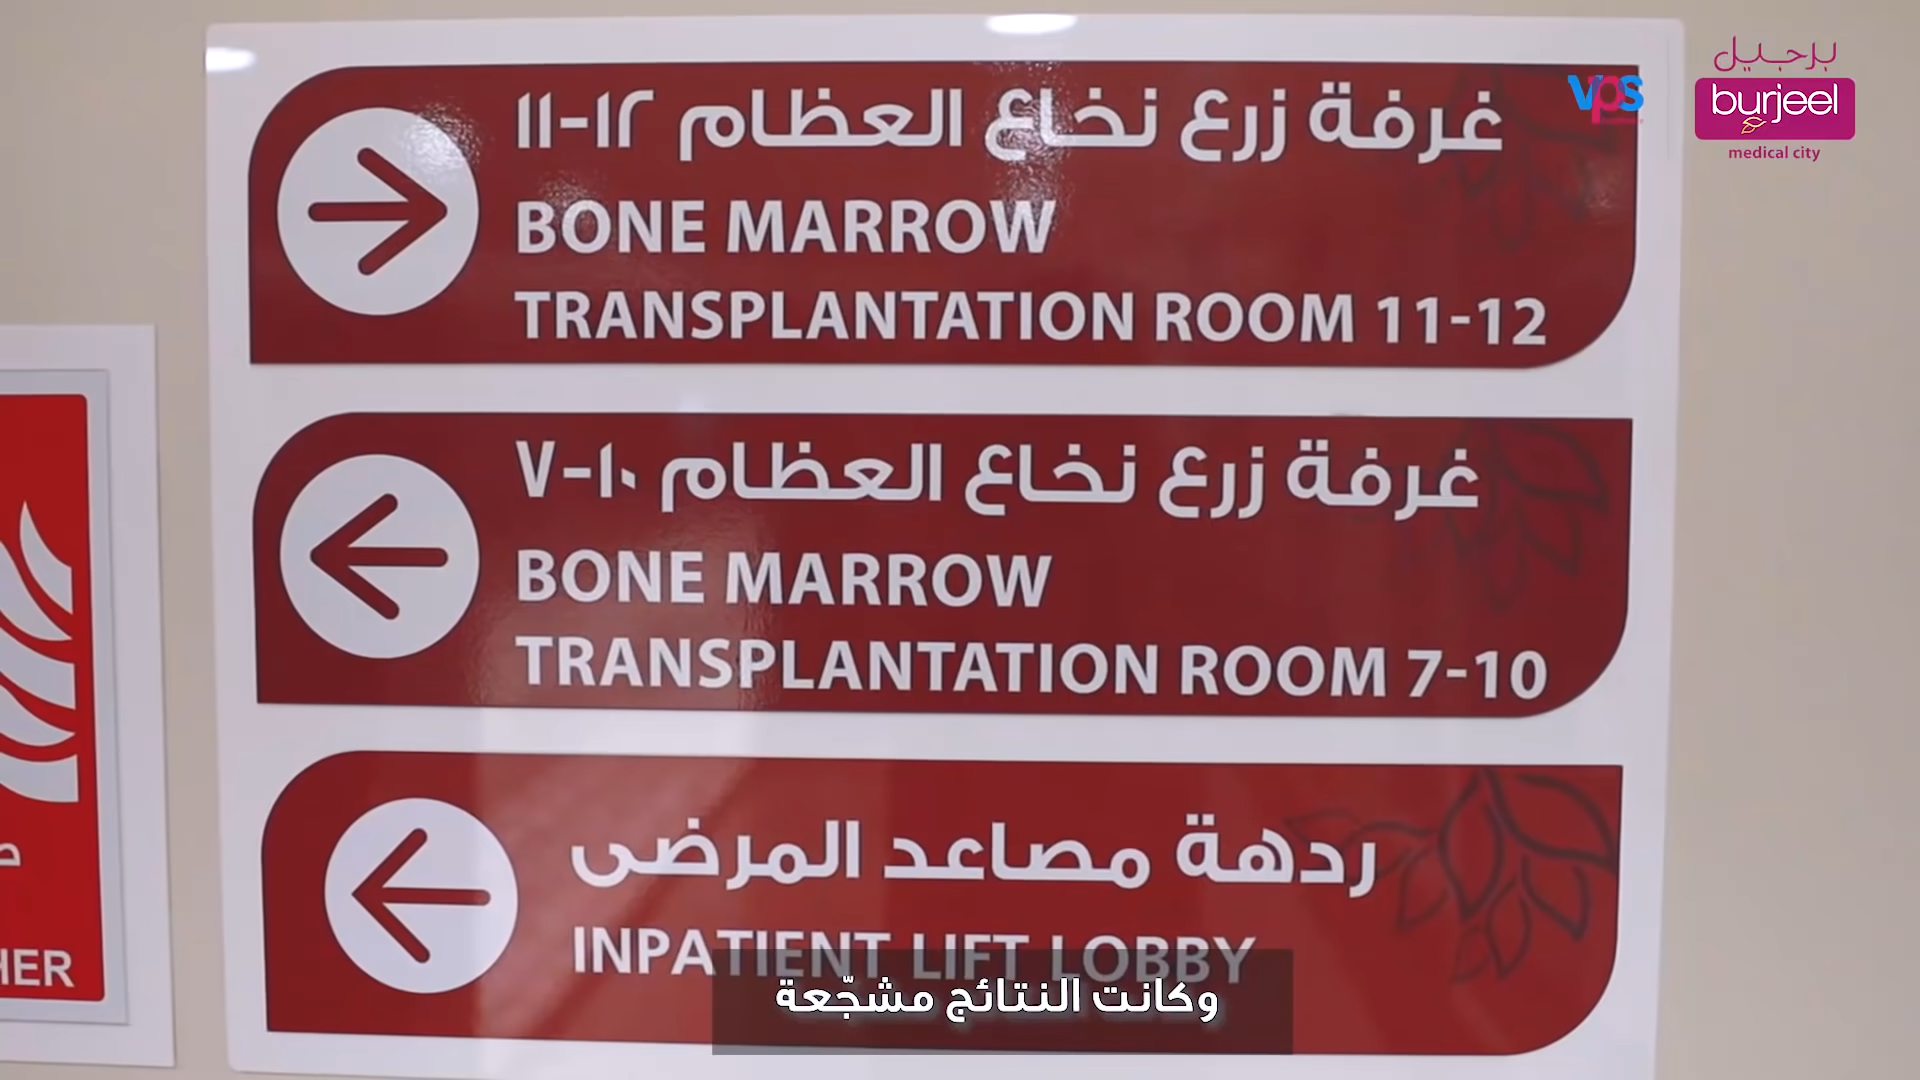 غرفة زرع نخاع العظام ١٢-١١
BONE MARROW
TRANSPLANTATION ROOM 11-12
غرفة زرع نخاع العظام ١٠-٧
BONE MARROW
TRANSPLANTATION ROOM 7-10
ردهة مصاعد المرضى
INPATIENT LIFT LOBBY
وكانت النتائج مشجّعة
VPS
برجيل
burjeel
medical city
HER